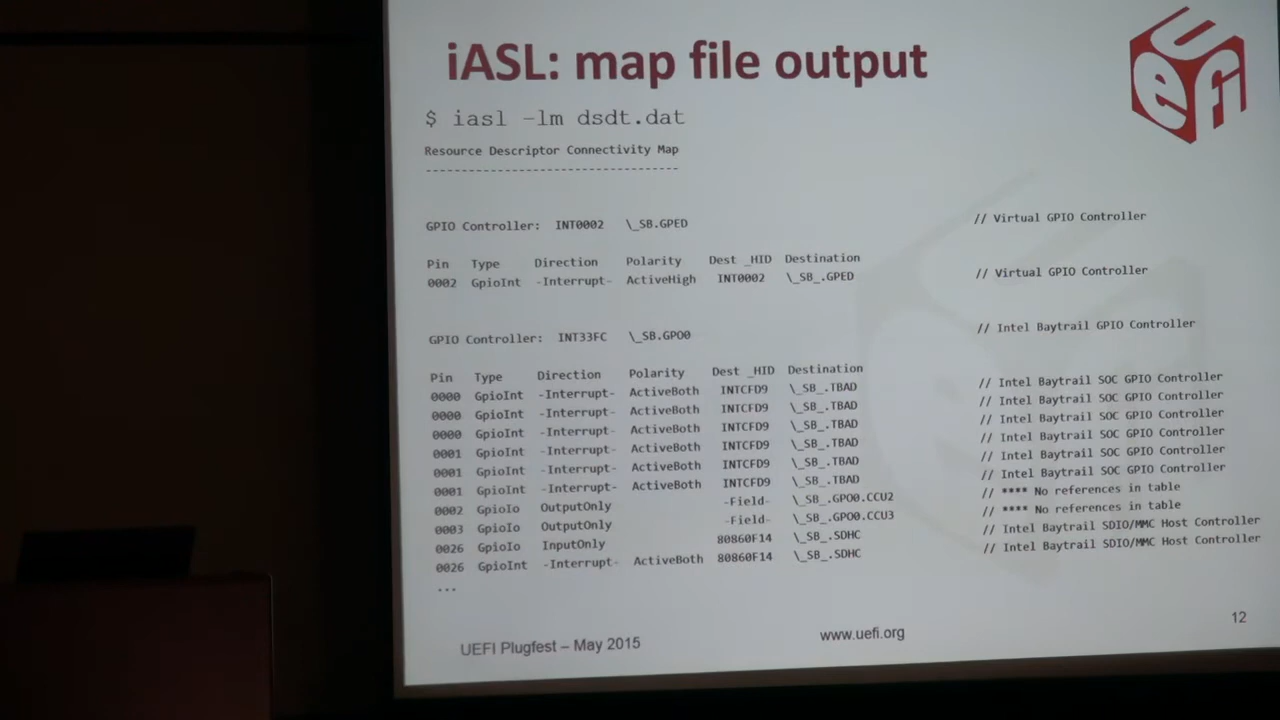 iASL: map file output
UEFI
$ iasl -lm dsdt.dat
Resource Descriptor Connectivity Map
------------------------------------
GPIO Controller: INT0002 \_SB.GPED // Virtual GPIO Controller
Pin Type Direction Polarity Dest _HID Destination
0002 GpioInt -Interrupt- ActiveHigh INT0002 \_SB_.GPED // Virtual GPIO Controller
GPIO Controller: INT33FC \_SB.GPO0 // Intel Baytrail GPIO Controller
Pin Type Direction Polarity Dest _HID Destination
0000 GpioInt -Interrupt- ActiveBoth INTCFD9 \_SB_.TBAD // Intel Baytrail SOC GPIO Controller
0000 GpioInt -Interrupt- ActiveBoth INTCFD9 \_SB_.TBAD // Intel Baytrail SOC GPIO Controller
0000 GpioInt -Interrupt- ActiveBoth INTCFD9 \_SB_.TBAD // Intel Baytrail SOC GPIO Controller
0001 GpioInt -Interrupt- ActiveBoth INTCFD9 \_SB_.TBAD // Intel Baytrail SOC GPIO Controller
0001 GpioInt -Interrupt- ActiveBoth INTCFD9 \_SB_.TBAD // Intel Baytrail SOC GPIO Controller
0001 GpioInt -Interrupt- ActiveBoth INTCFD9 \_SB_.TBAD // Intel Baytrail SOC GPIO Controller
0002 GpioIo OutputOnly -Field- \_SB_.GPO0.CCU2 // **** No references in table
0003 GpioIo OutputOnly -Field- \_SB_.GPO0.CCU3 // **** No references in table
0026 GpioIo InputOnly 80860F14 \_SB_.SDHC // Intel Baytrail SDIO/MMC Host Controller
0026 GpioInt -Interrupt- ActiveBoth 80860F14 \_SB_.SDHC // Intel Baytrail SDIO/MMC Host Controller
...
UEFI Plugfest – May 2015 www.uefi.org 12